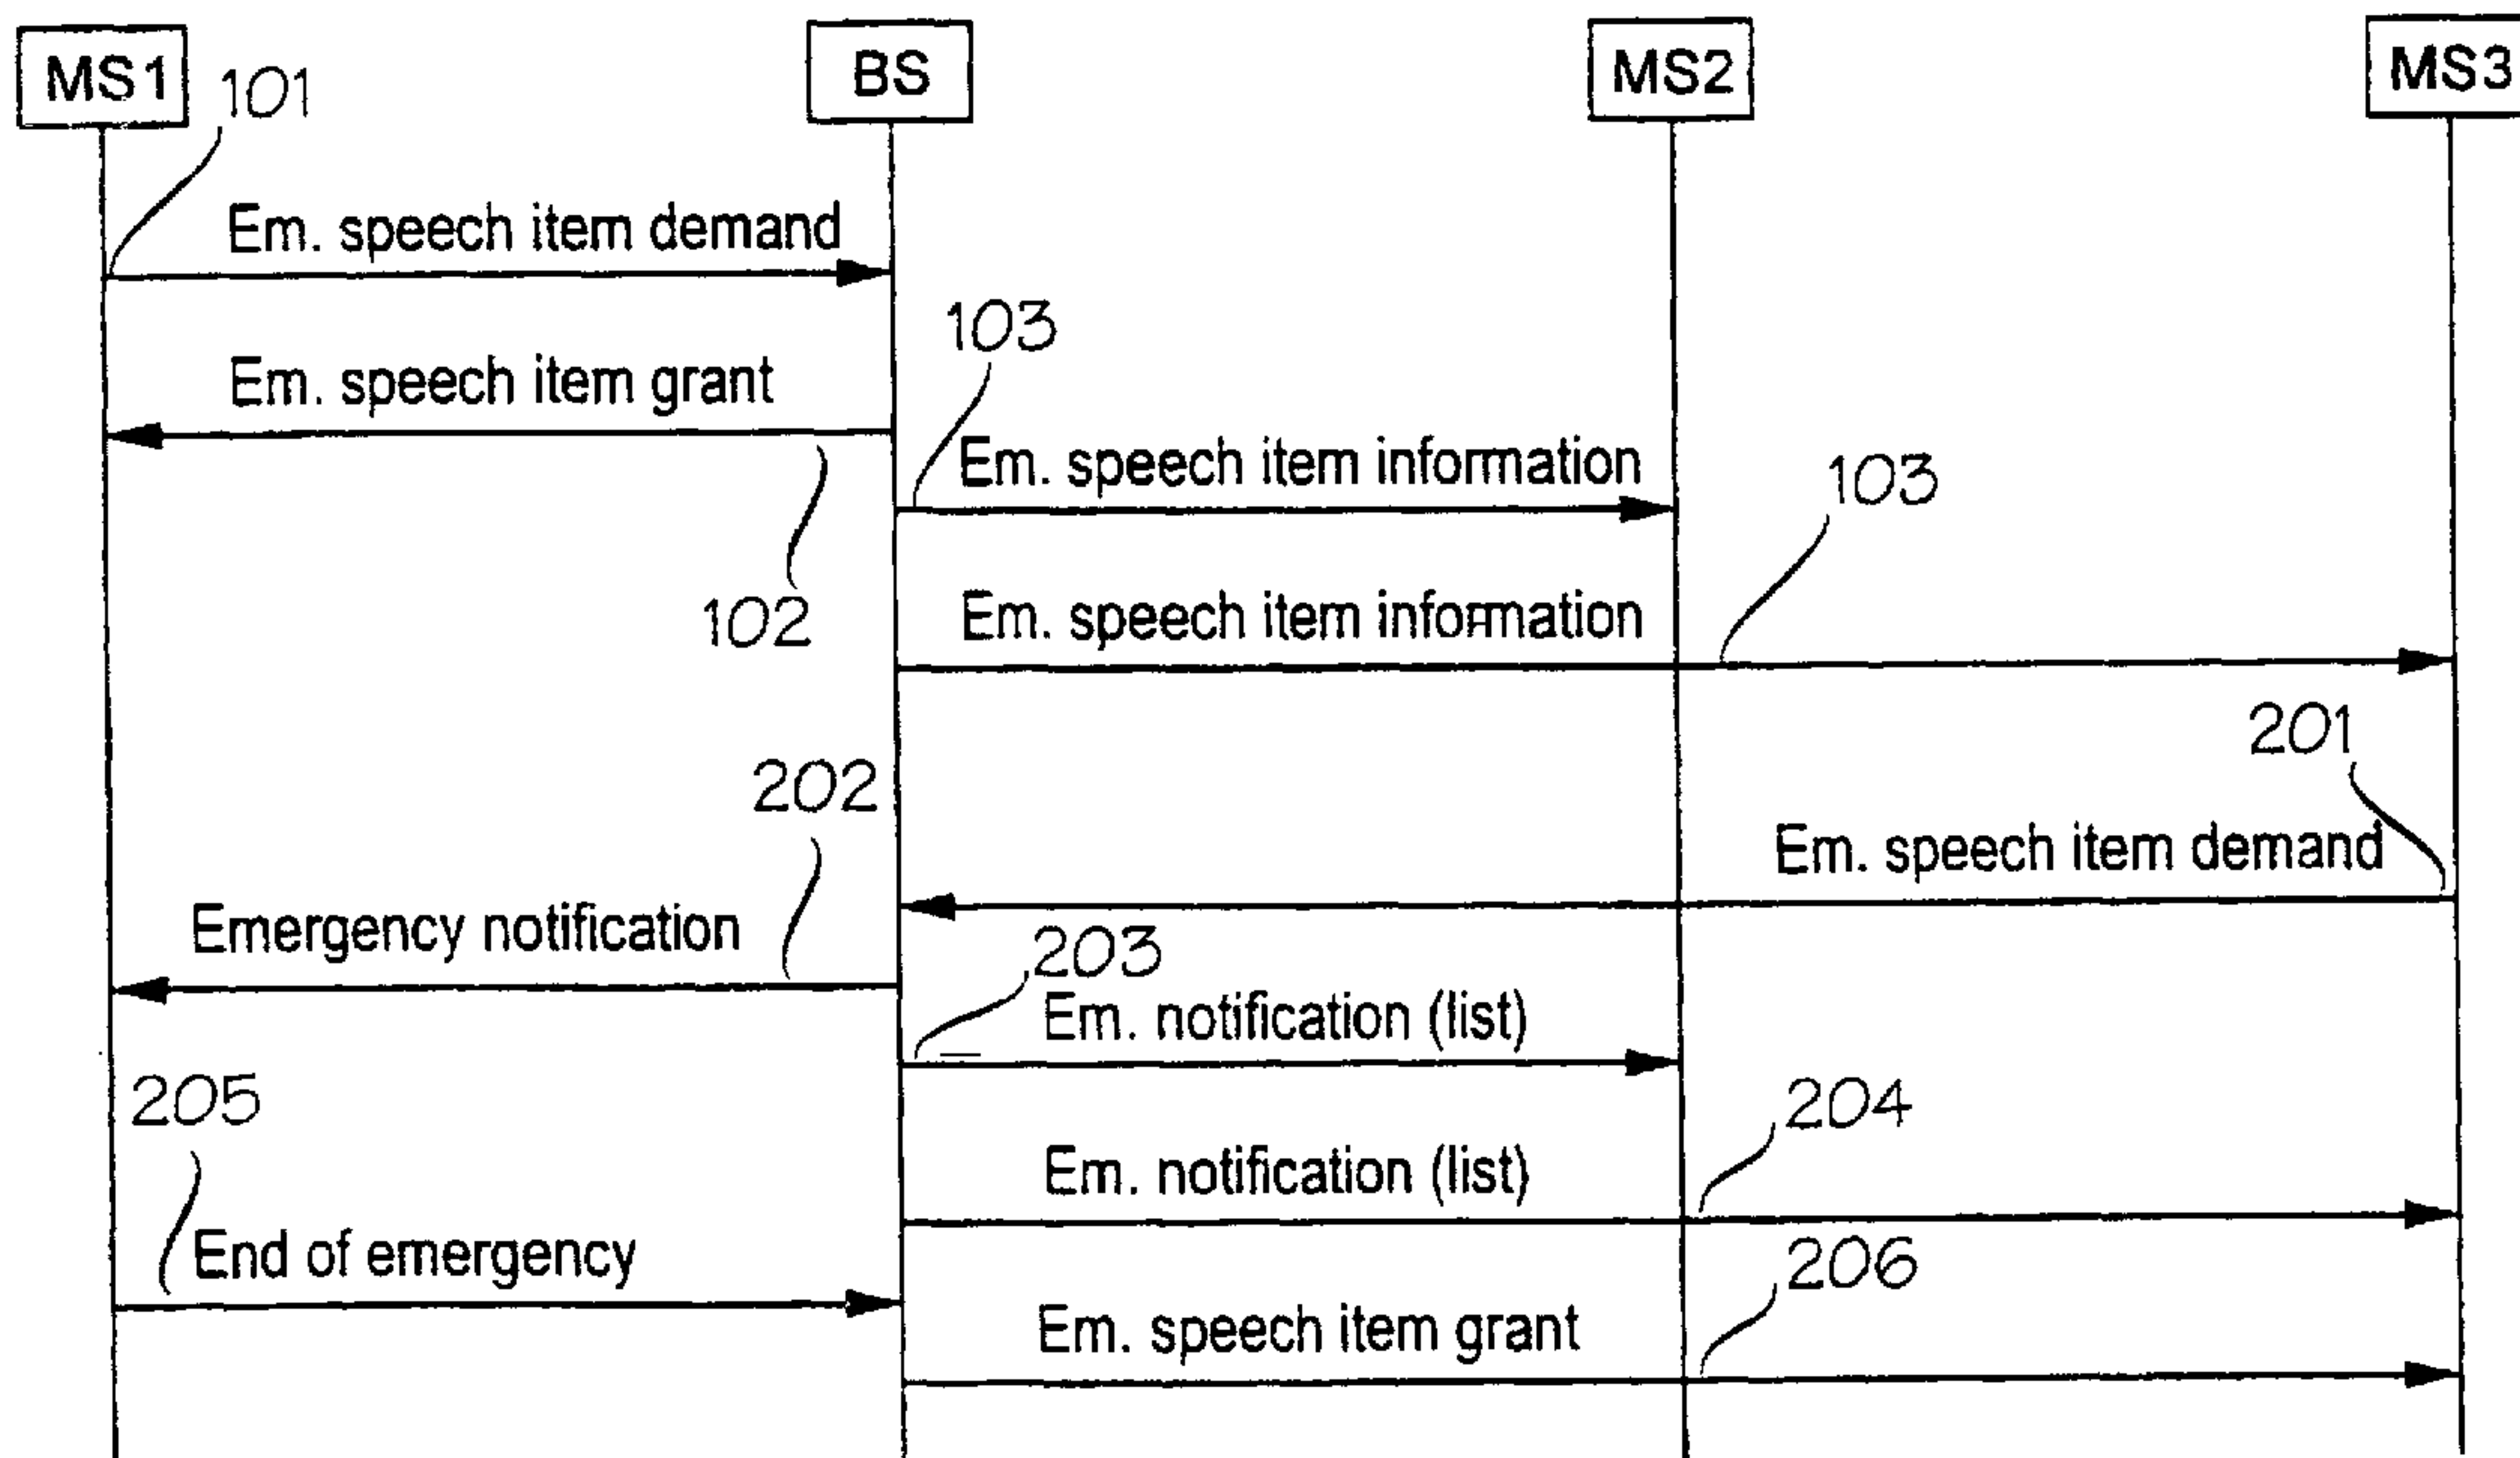 MS1
BS
MS2
MS3
101
Em. speech item demand
103
Em. speech item grant
Em. speech item information
103
102
Em. speech item information
201
202
Em. speech item demand
Emergency notification
203
Em. notification (list)
205
204
Em. notification (list)
End of emergency
206
Em. speech item grant